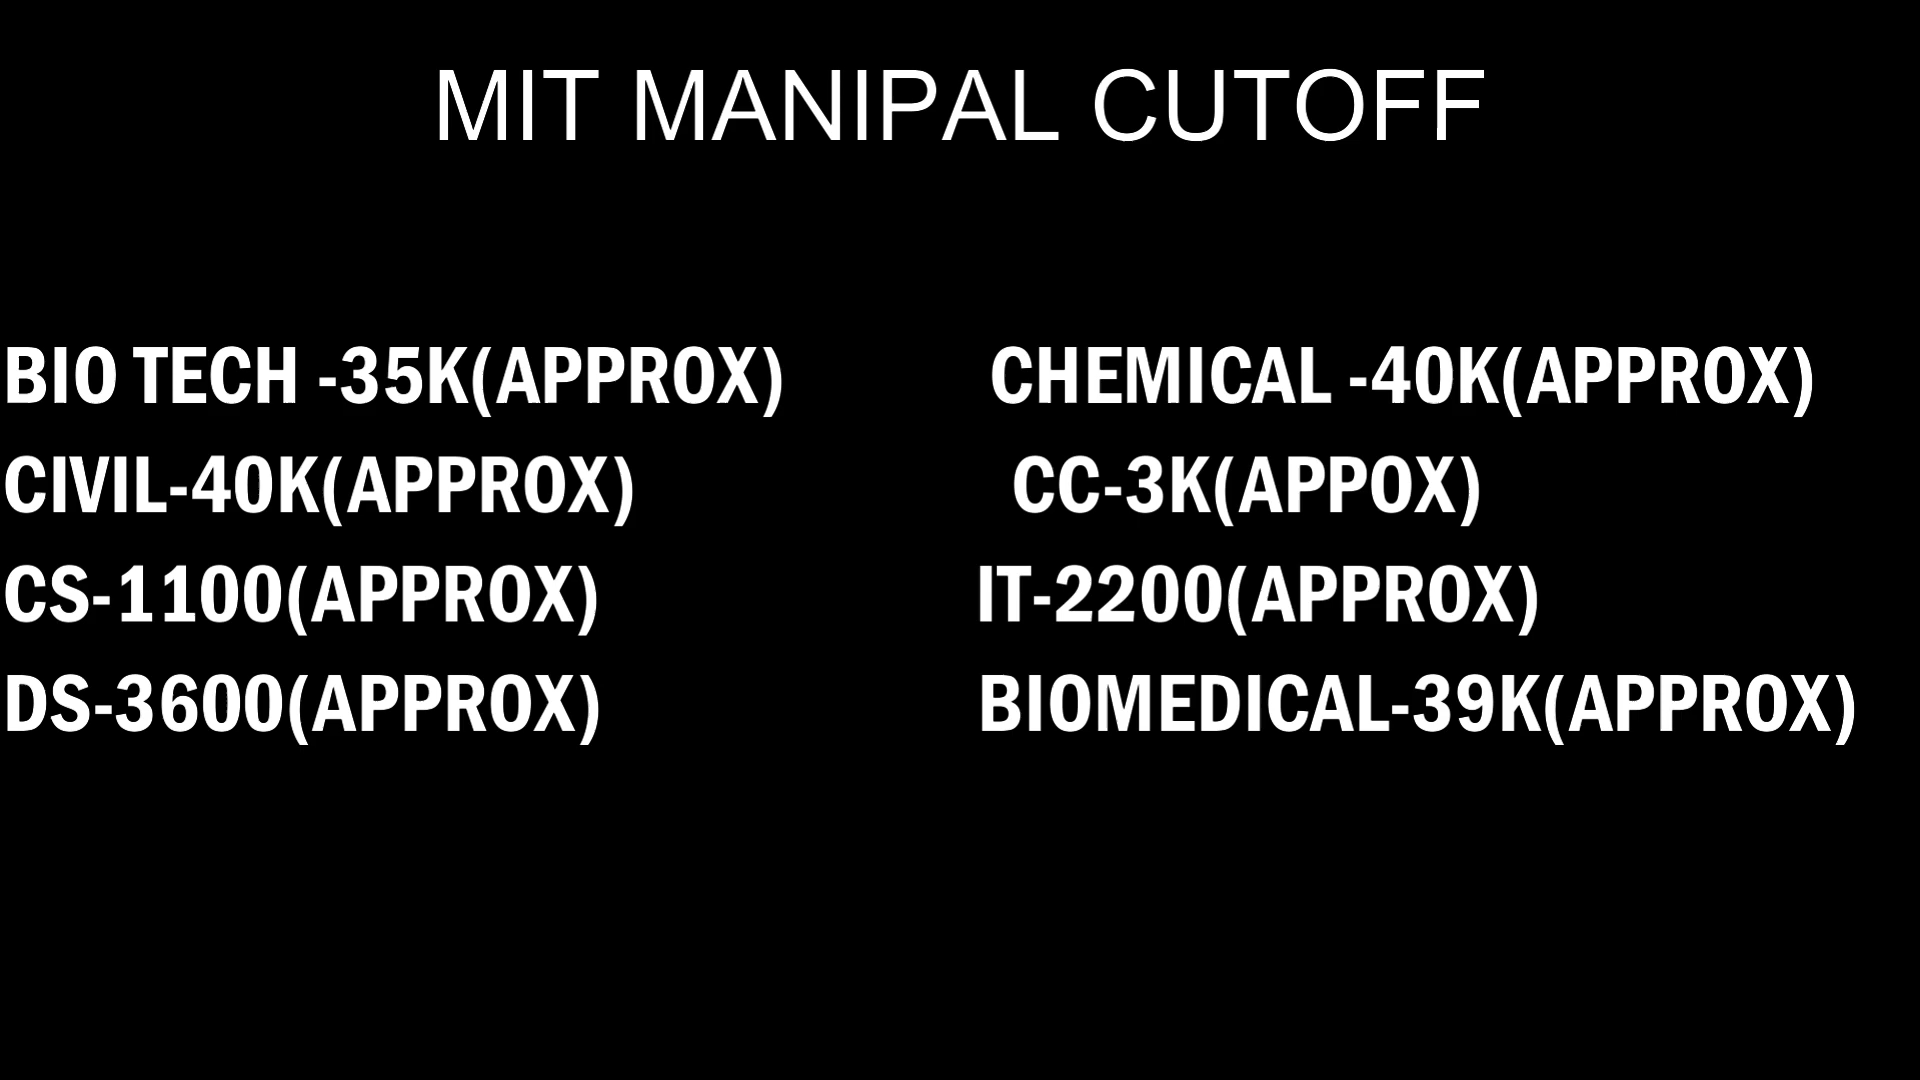 MIT MANIPAL CUTOFF
BIO TECH -35K(APPROX) CHEMICAL -40K(APPROX)
CIVIL-40K(APPROX) CC-3K(APPOX)
CS-1100(APPROX) IT-2200(APPROX)
DS-3600(APPROX) BIOMEDICAL-39K(APPROX)